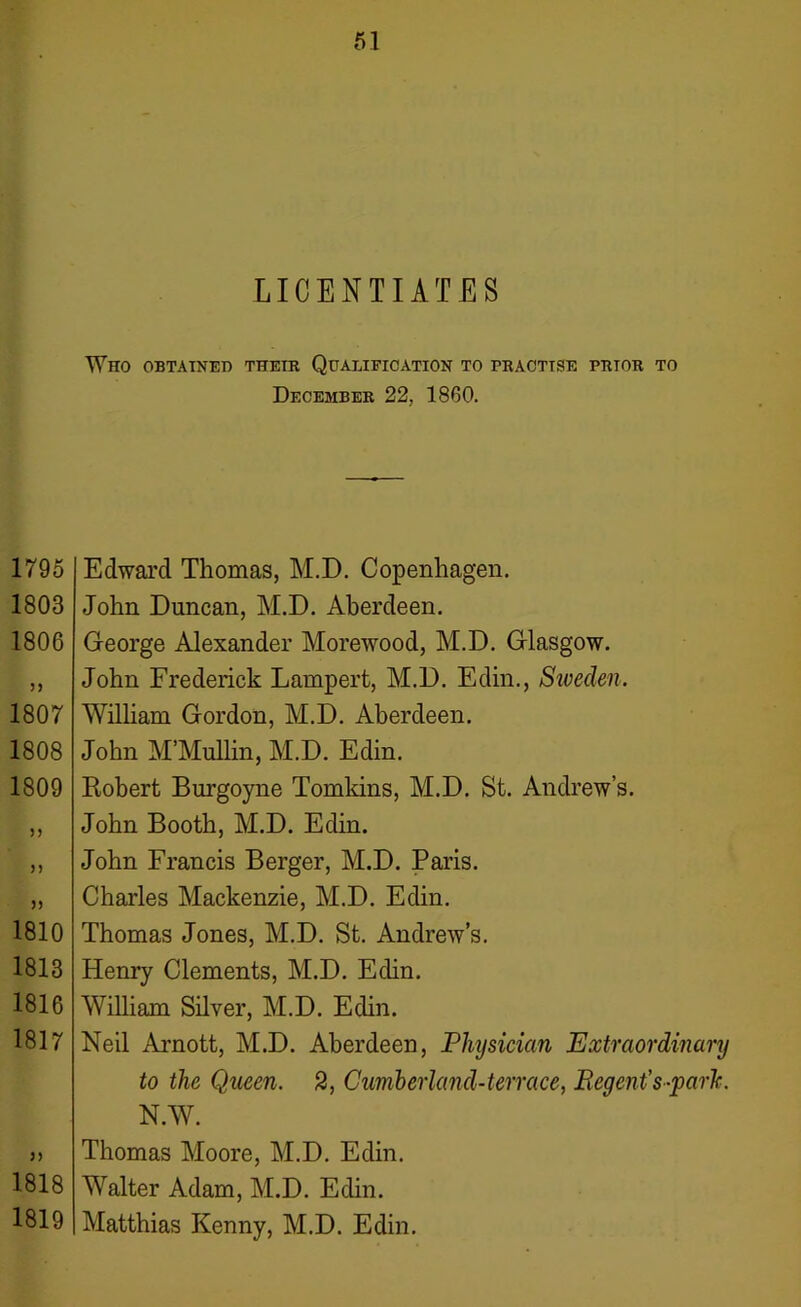 51
LICENTIATES
WHO OBTAINED THEIR QUALIFICATION TO PRACTISE PRIOR TO
DECEMBER 22, 1860.
1795 Edward Thomas, M.D. Copenhagen.
1803 John Duncan, M.D. Aberdeen.
1806 George Alexander Morewood, M.D. Glasgow.
„ John Frederick Lampert, M.D. Edin., Sweden.
1807 William Gordon, M.D. Aberdeen.
1808 John M'Mullin, M.D. Edin.
1809 Robert Burgoyne Tomkins, M.D. St. Andrew's.
„ John Booth, M.D. Edin.
„ John Francis Berger, M.D. Paris.
„ Charles Mackenzie, M.D. Edin.
1810 Thomas Jones, M.D. St. Andrew's.
1813 Henry Clements, M.D. Edin.
1816 William Silver, M.D. Edin.
1817 Neil Arnott, M.D. Aberdeen, Physician Extraordinary
to the Queen. 2, Cumberland-terrace, Regent's-park.
N.W.
„ Thomas Moore, M.D. Edin.
1818 Walter Adam, M.D. Edin.
1819 Matthias Kenny, M.D. Edin.